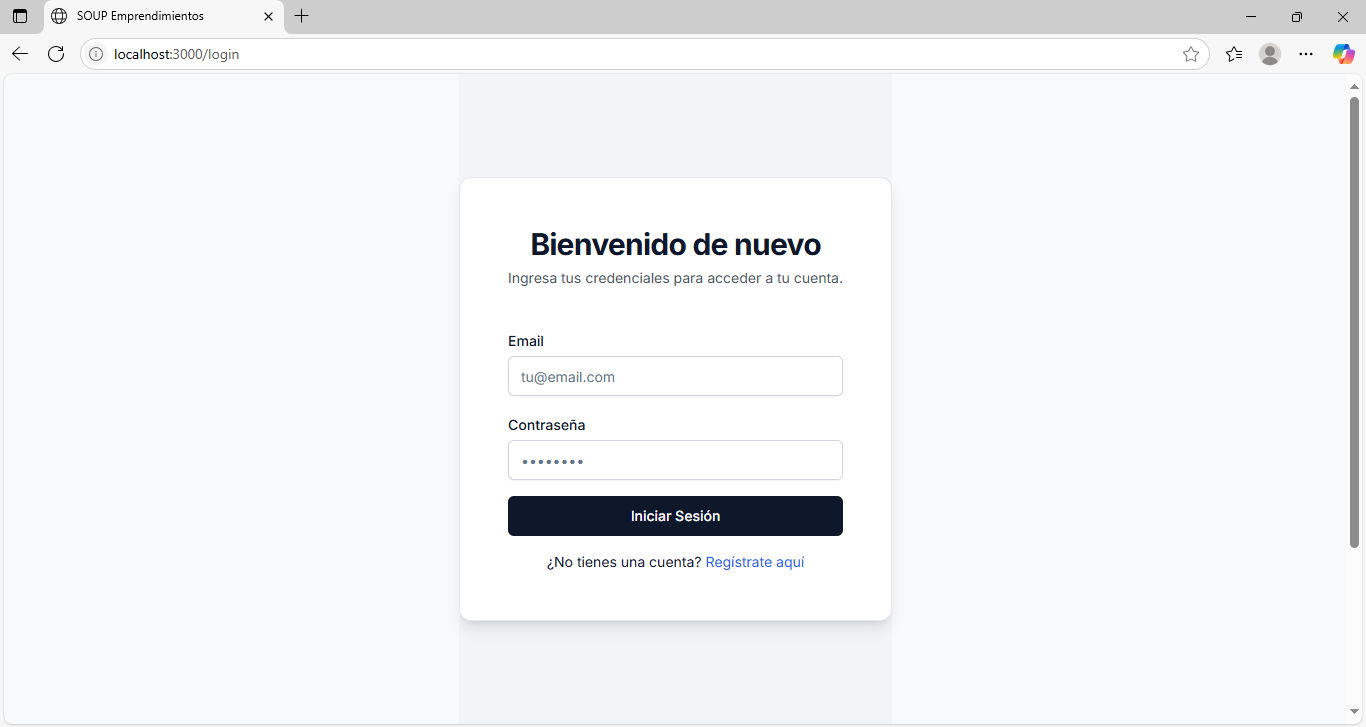 SOUP Emprendimientos
localhost:3000/login
Bienvenido de nuevo
Ingresa tus credenciales para acceder a tu cuenta.
Email
tu@email.com
Contraseña
••••••••
Iniciar Sesión
¿No tienes una cuenta? Regístrate aquí